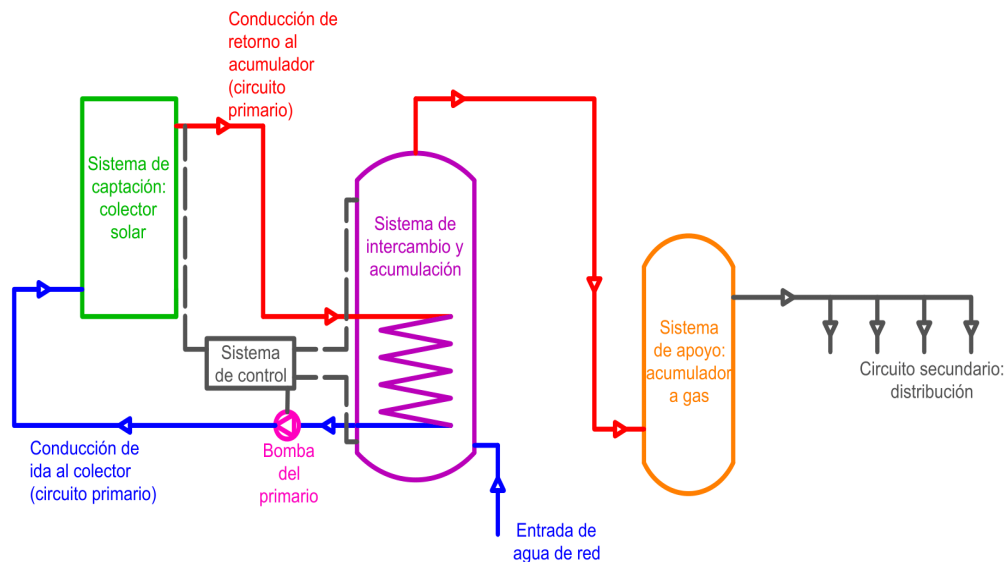 Conducción de
retorno al
acumulador
(circuito
primario)
Sistema de
captación:
colector
solar
Sistema de
intercambio y
acumulación
Sistema
de control
Sistema
de apoyo:
acumulador
a gas
Circuito secundario:
distribución
Conducción de
ida al colector
(circuito primario)
Bomba
del
primario
Entrada de
agua de red